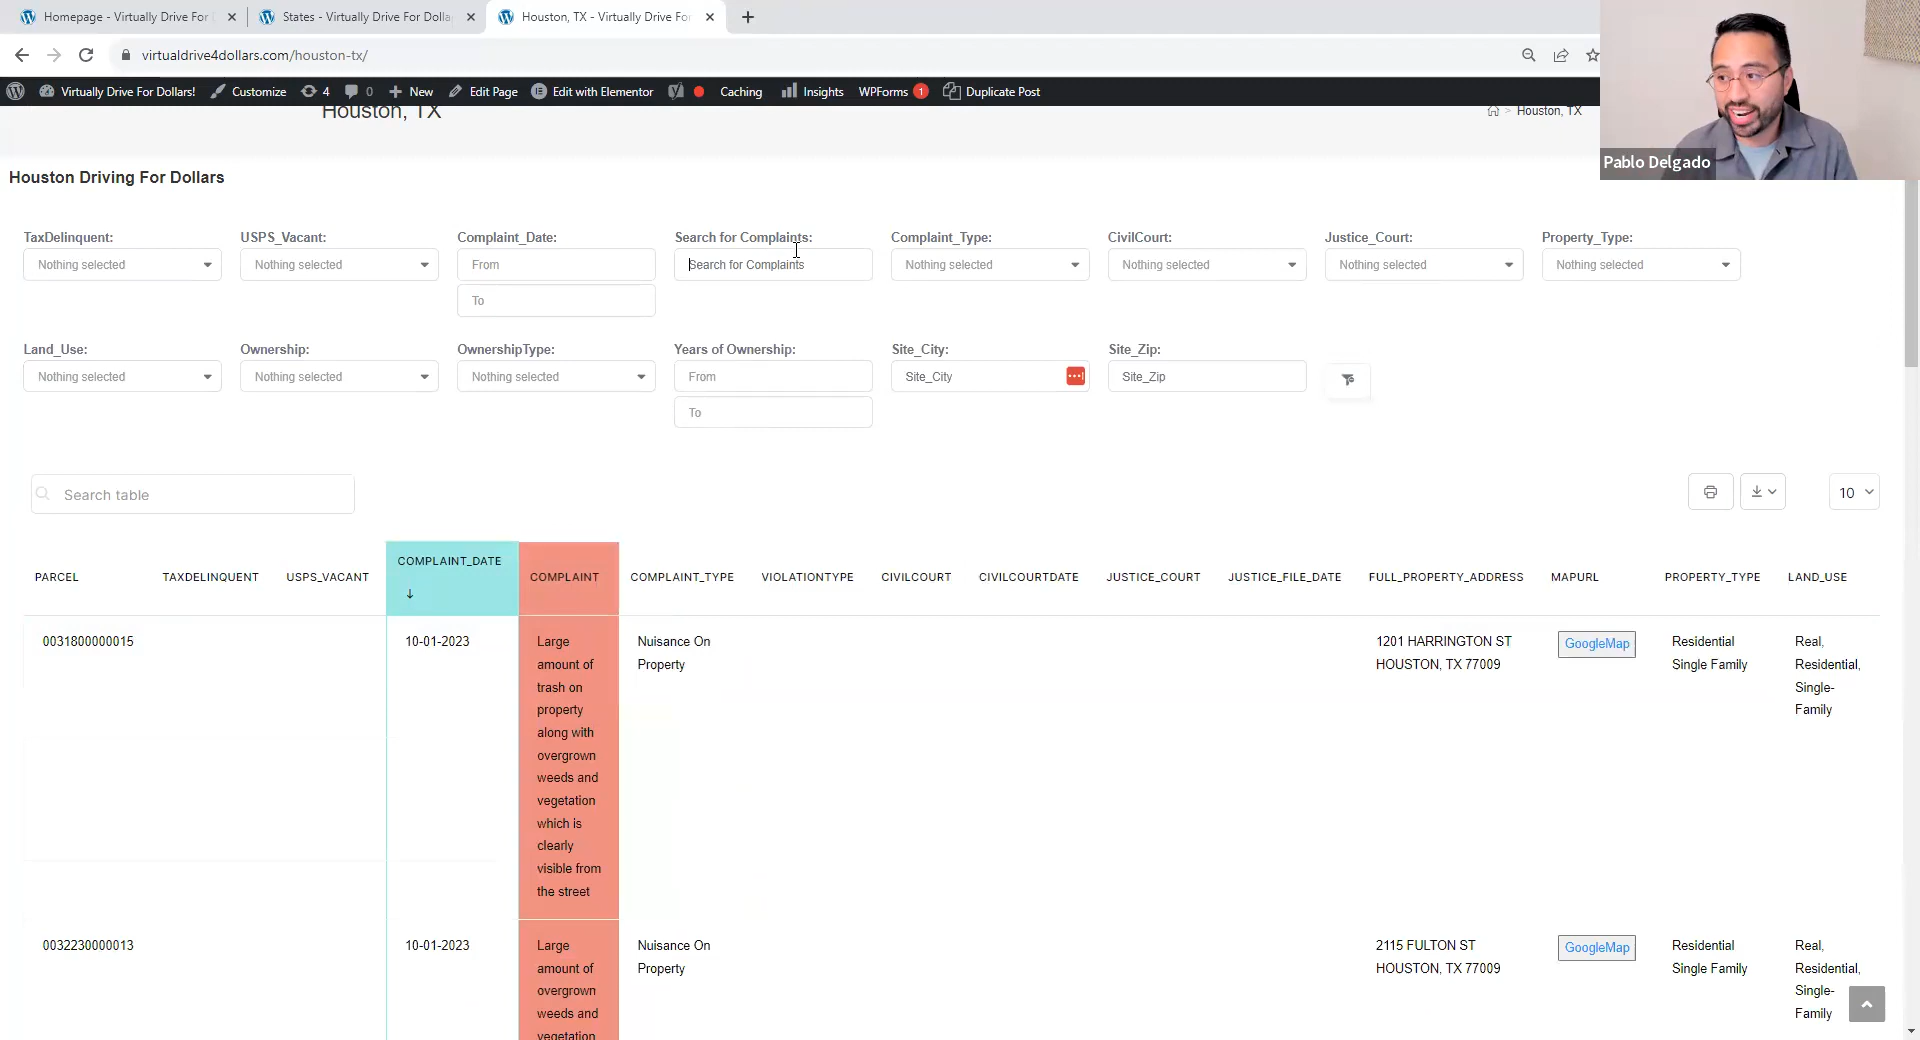 Homepage - Virtually Drive For
States - Virtually Drive For Dolla
Houston, TX - Virtually Drive For
virtualdrive4dollars.com/houston-tx/
Virtually Drive For Dollars!
Customize
4
0
New
Edit Page
Edit with Elementor
Caching
Insights
WPForms 1
Duplicate Post
Houston, TX
> Houston, TX
Pablo Delgado
Houston Driving For Dollars
TaxDelinquent:
USPS_Vacant:
Complaint_Date:
Search for Complaints:
Complaint_Type:
CivilCourt:
Justice_Court:
Property_Type:
Nothing selected
Nothing selected
From
Search for Complaints
Nothing selected
Nothing selected
Nothing selected
Nothing selected
To
Land_Use:
Ownership:
OwnershipType:
Years of Ownership:
Site_City:
Site_Zip:
Nothing selected
Nothing selected
Nothing selected
From
Site_City
Site_Zip
To
Search table
10
PARCEL
TAXDELINQUENT
USPS_VACANT
COMPLAINT_DATE
COMPLAINT
COMPLAINT_TYPE
VIOLATIONTYPE
CIVILCOURT
CIVILCOURTDATE
JUSTICE_COURT
JUSTICE_FILE_DATE
FULL_PROPERTY_ADDRESS
MAPURL
PROPERTY_TYPE
LAND_USE
0031800000015
10-01-2023
Large
amount of
trash on
property
along with
overgrown
weeds and
vegetation
which is
clearly
visible from
the street
Nuisance On
Property
1201 HARRINGTON ST
HOUSTON, TX 77009
GoogleMap
Residential
Single Family
Real,
Residential,
Single-
Family
0032230000013
10-01-2023
Large
amount of
overgrown
weeds and
vegetation
Nuisance On
Property
2115 FULTON ST
HOUSTON, TX 77009
GoogleMap
Residential
Single Family
Real,
Residential,
Single-
Family